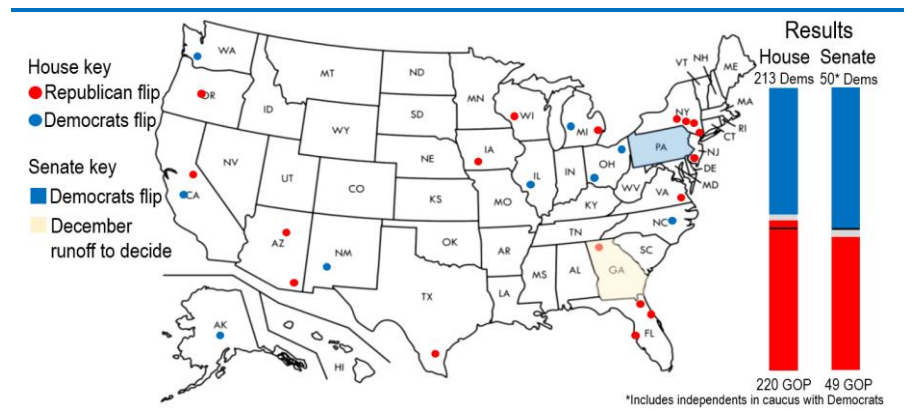 Results
House Senate
213 Dems 50* Dems
House key
Republican flip
Democrats flip
Senate key
Democrats flip
December
runoff to decide
WA
OR
CA
NV
ID
MT
WY
UT
AZ
CO
NM
ND
SD
NE
KS
OK
TX
MN
IA
MO
AR
LA
WI
IL
MI
IN
OH
KY
TN
MS
AL
GA
FL
SC
NC
VA
WV
PA
NY
VT
NH
ME
MA
RI
CT
NJ
DE
MD
AK
HI
220 GOP 49 GOP
*Includes independents in caucus with Democrats